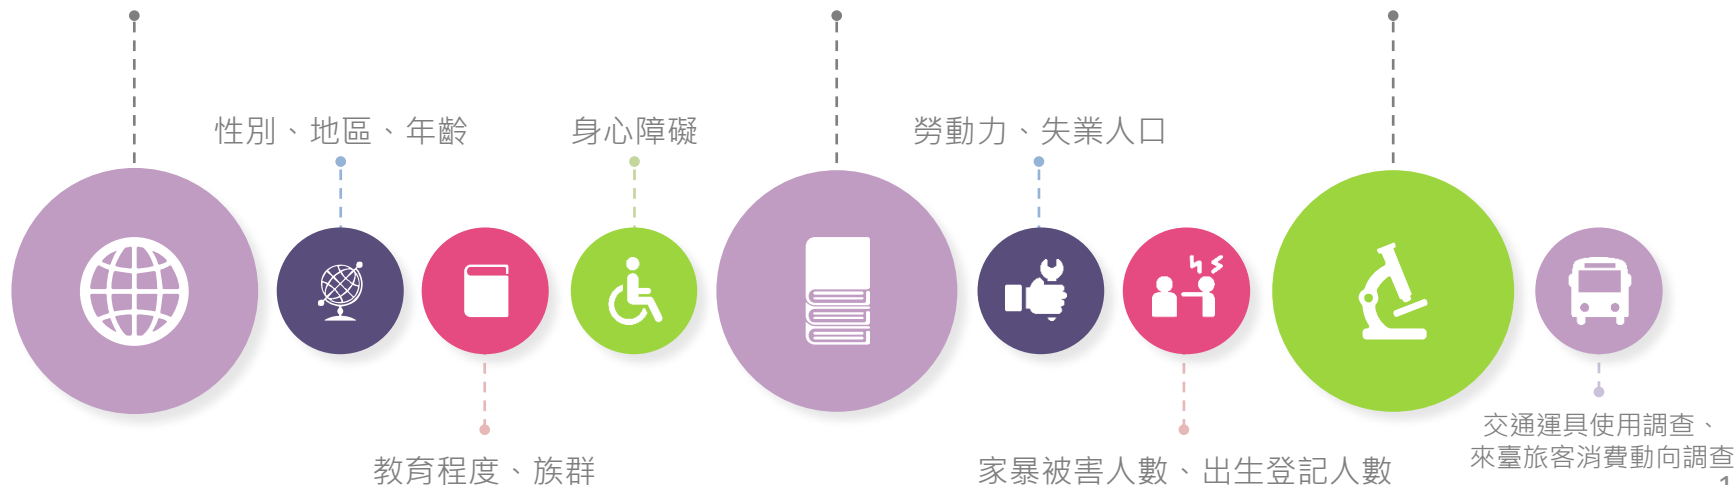 性別、地區、年齡
身心障礙
勞動力、失業人口
教育程度、族群
家暴被害人數、出生登記人數
交通運具使用調查、
來臺旅客消費動向調查